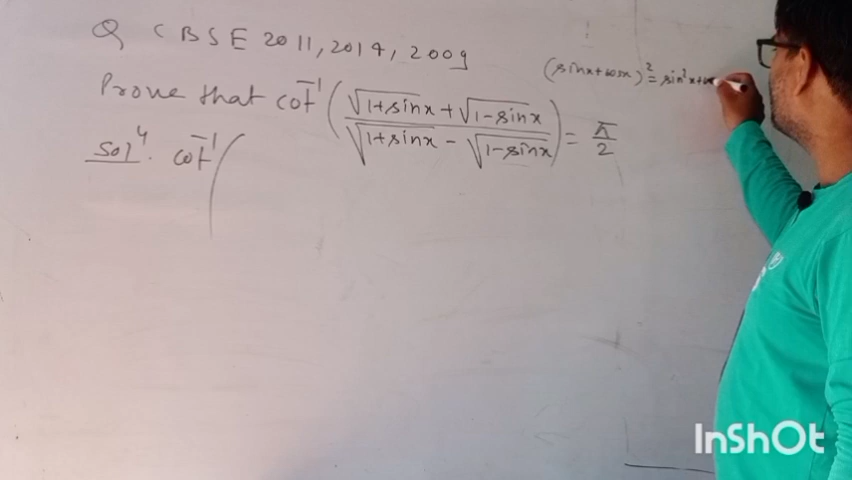 Q CBSE 2011, 2014, 2009
(sinx+cosx)² = sin²x+
Prove that cot⁻¹ ( (√(1+sinx) + √(1-sinx)) / (√(1+sinx) - √(1-sinx)) ) = π/2
Solⁿ. cot⁻¹ (
InShOt